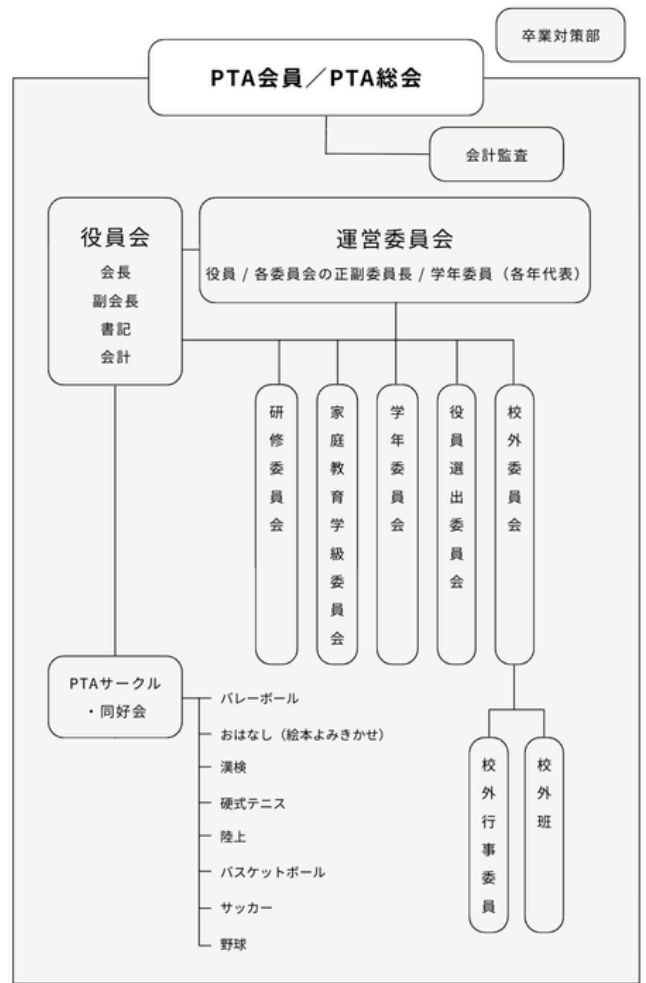 卒業対策部
PTA会員／PTA総会
会計監査
役員会
会長
副会長
書記
会計
運営委員会
役員 / 各委員会の正副委員長 / 学年委員（各年代表）
研修委員会
家庭教育学級委員会
学年委員会
役員選出委員会
校外委員会
PTAサークル
・同好会
バレーボール
おはなし（絵本よみきかせ）
漢検
硬式テニス
陸上
バスケットボール
サッカー
野球
校外行事委員
校外班